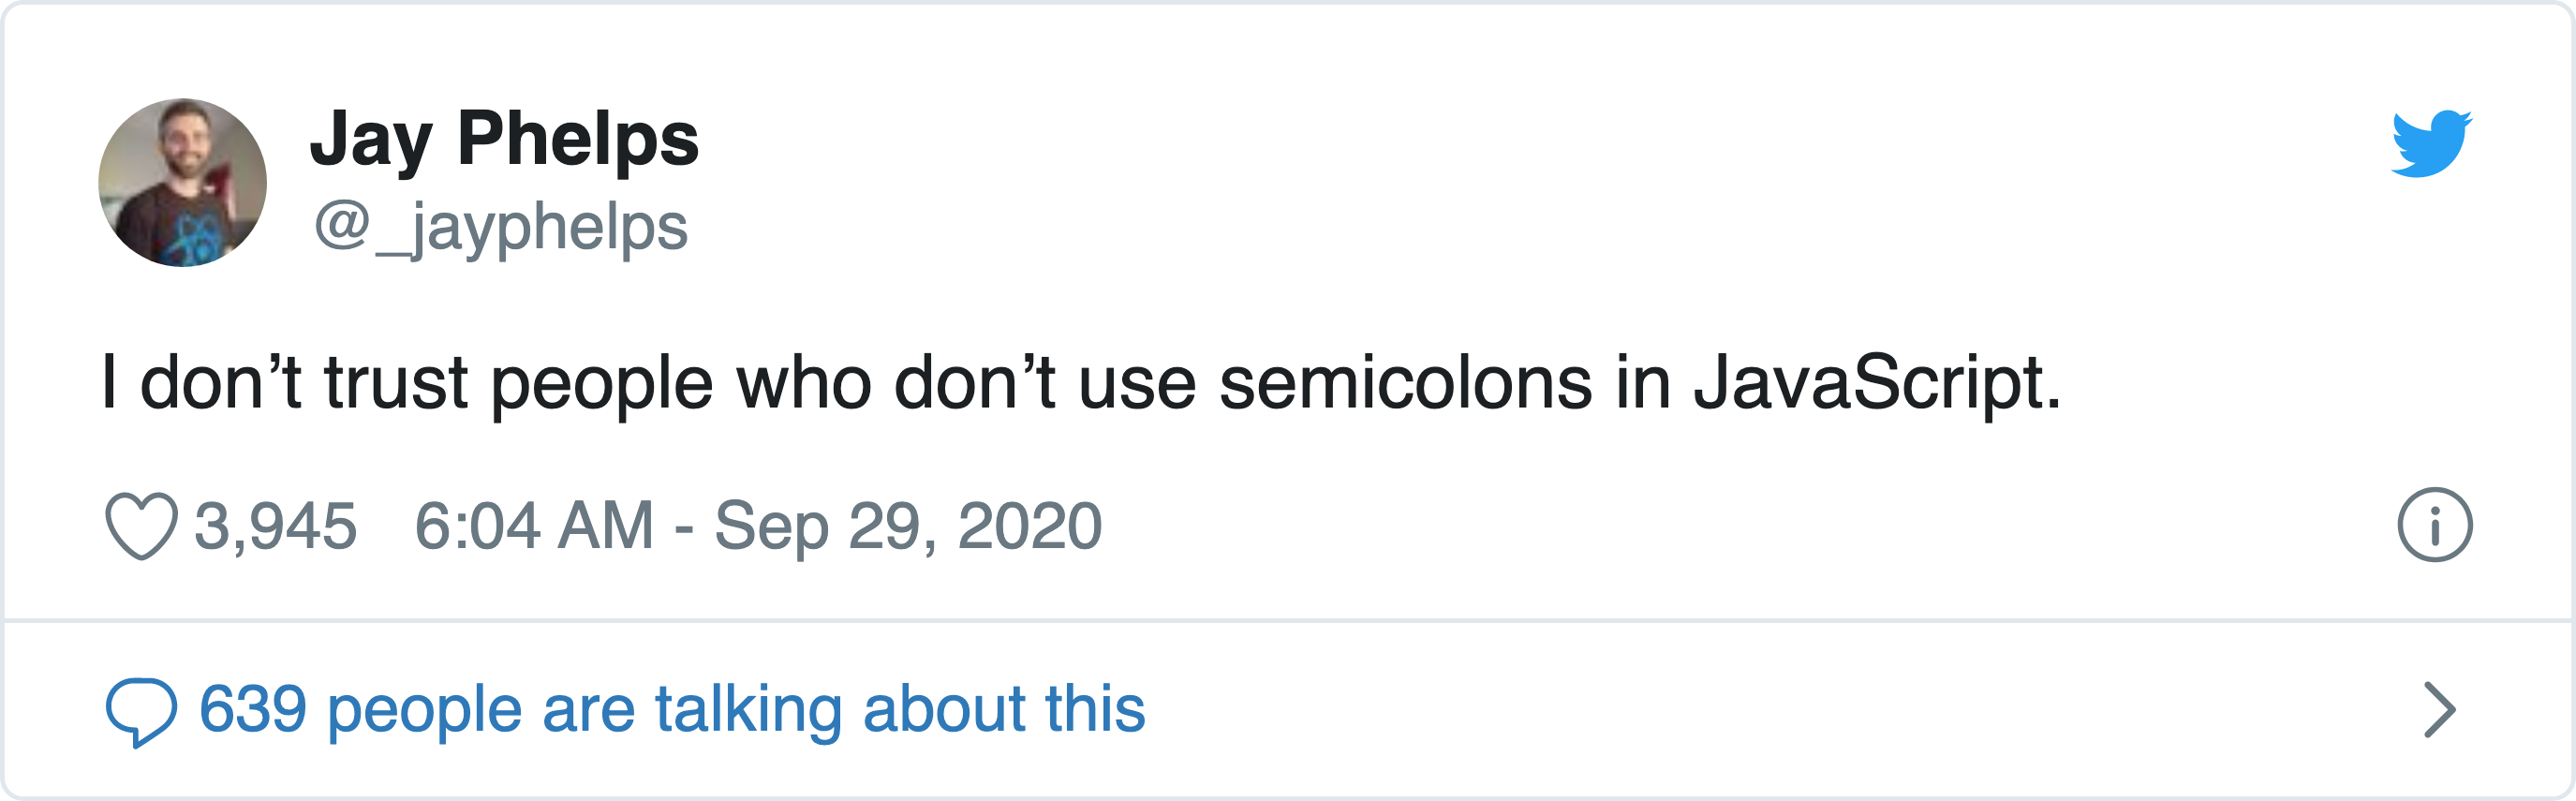 Jay Phelps
@_jayphelps
I don’t trust people who don’t use semicolons in JavaScript.
3,945 6:04 AM - Sep 29, 2020
639 people are talking about this